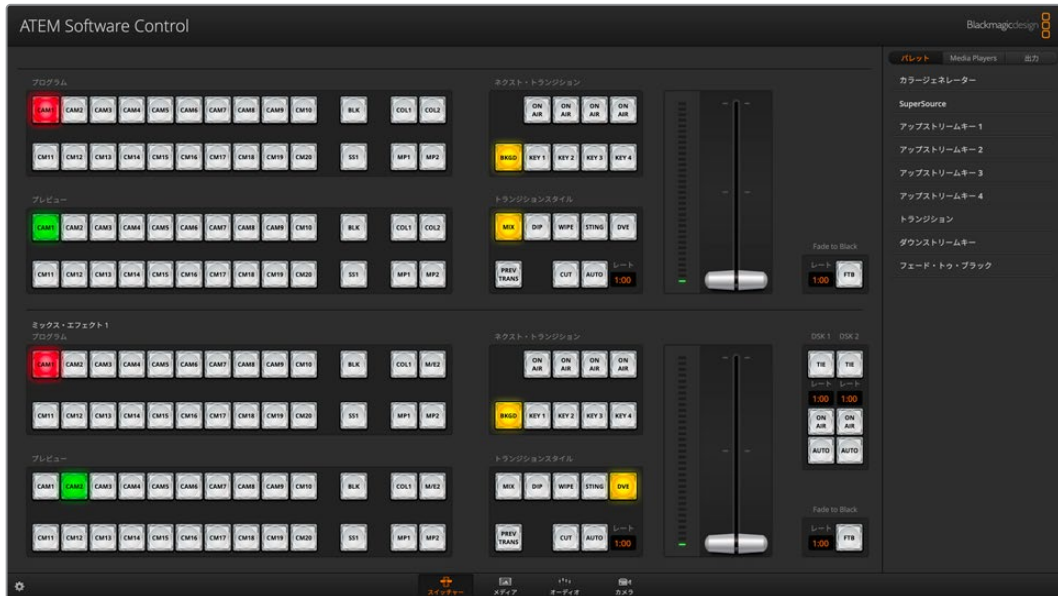 ATEM Software Control
Blackmagicdesign
パレット Media Players 出力
カラージェネレーター
SuperSource
アップストリームキー 1
アップストリームキー 2
アップストリームキー 3
アップストリームキー 4
トランジション
ダウンストリームキー
フェード・トゥ・ブラック
プログラム
CAM1 CAM2 CAM3 CAM4 CAM5 CAM6 CAM7 CAM8 CAM9 CM10 BLK COL1 COL2
CM11 CM12 CM13 CM14 CM15 CM16 CM17 CM18 CM19 CM20 SS1 MP1 MP2
ネクスト・トランジション
ON AIR ON AIR ON AIR ON AIR
BKGD KEY 1 KEY 2 KEY 3 KEY 4
プレビュー
CAM1 CAM2 CAM3 CAM4 CAM5 CAM6 CAM7 CAM8 CAM9 CM10 BLK COL1 COL2
CM11 CM12 CM13 CM14 CM15 CM16 CM17 CM18 CM19 CM20 SS1 MP1 MP2
トランジションスタイル
MIX DIP WIPE STING DVE
レート
PREV TRANS CUT AUTO 1:00
Fade to Black
レート
1:00 FTB
ミックス・エフェクト 1
プログラム
CAM1 CAM2 CAM3 CAM4 CAM5 CAM6 CAM7 CAM8 CAM9 CM10 BLK COL1 M/E2
CM11 CM12 CM13 CM14 CM15 CM16 CM17 CM18 CM19 CM20 SS1 MP1 MP2
ネクスト・トランジション
ON AIR ON AIR ON AIR ON AIR
BKGD KEY 1 KEY 2 KEY 3 KEY 4
DSK 1 DSK 2
TIE TIE
レート レート
1:00 1:00
ON AIR ON AIR
AUTO AUTO
プレビュー
CAM1 CAM2 CAM3 CAM4 CAM5 CAM6 CAM7 CAM8 CAM9 CM10 BLK COL1 M/E2
CM11 CM12 CM13 CM14 CM15 CM16 CM17 CM18 CM19 CM20 SS1 MP1 MP2
トランジションスタイル
MIX DIP WIPE STING DVE
レート
PREV TRANS CUT AUTO 1:00
Fade to Black
レート
1:00 FTB
スイッチャー メディア オーディオ カメラ